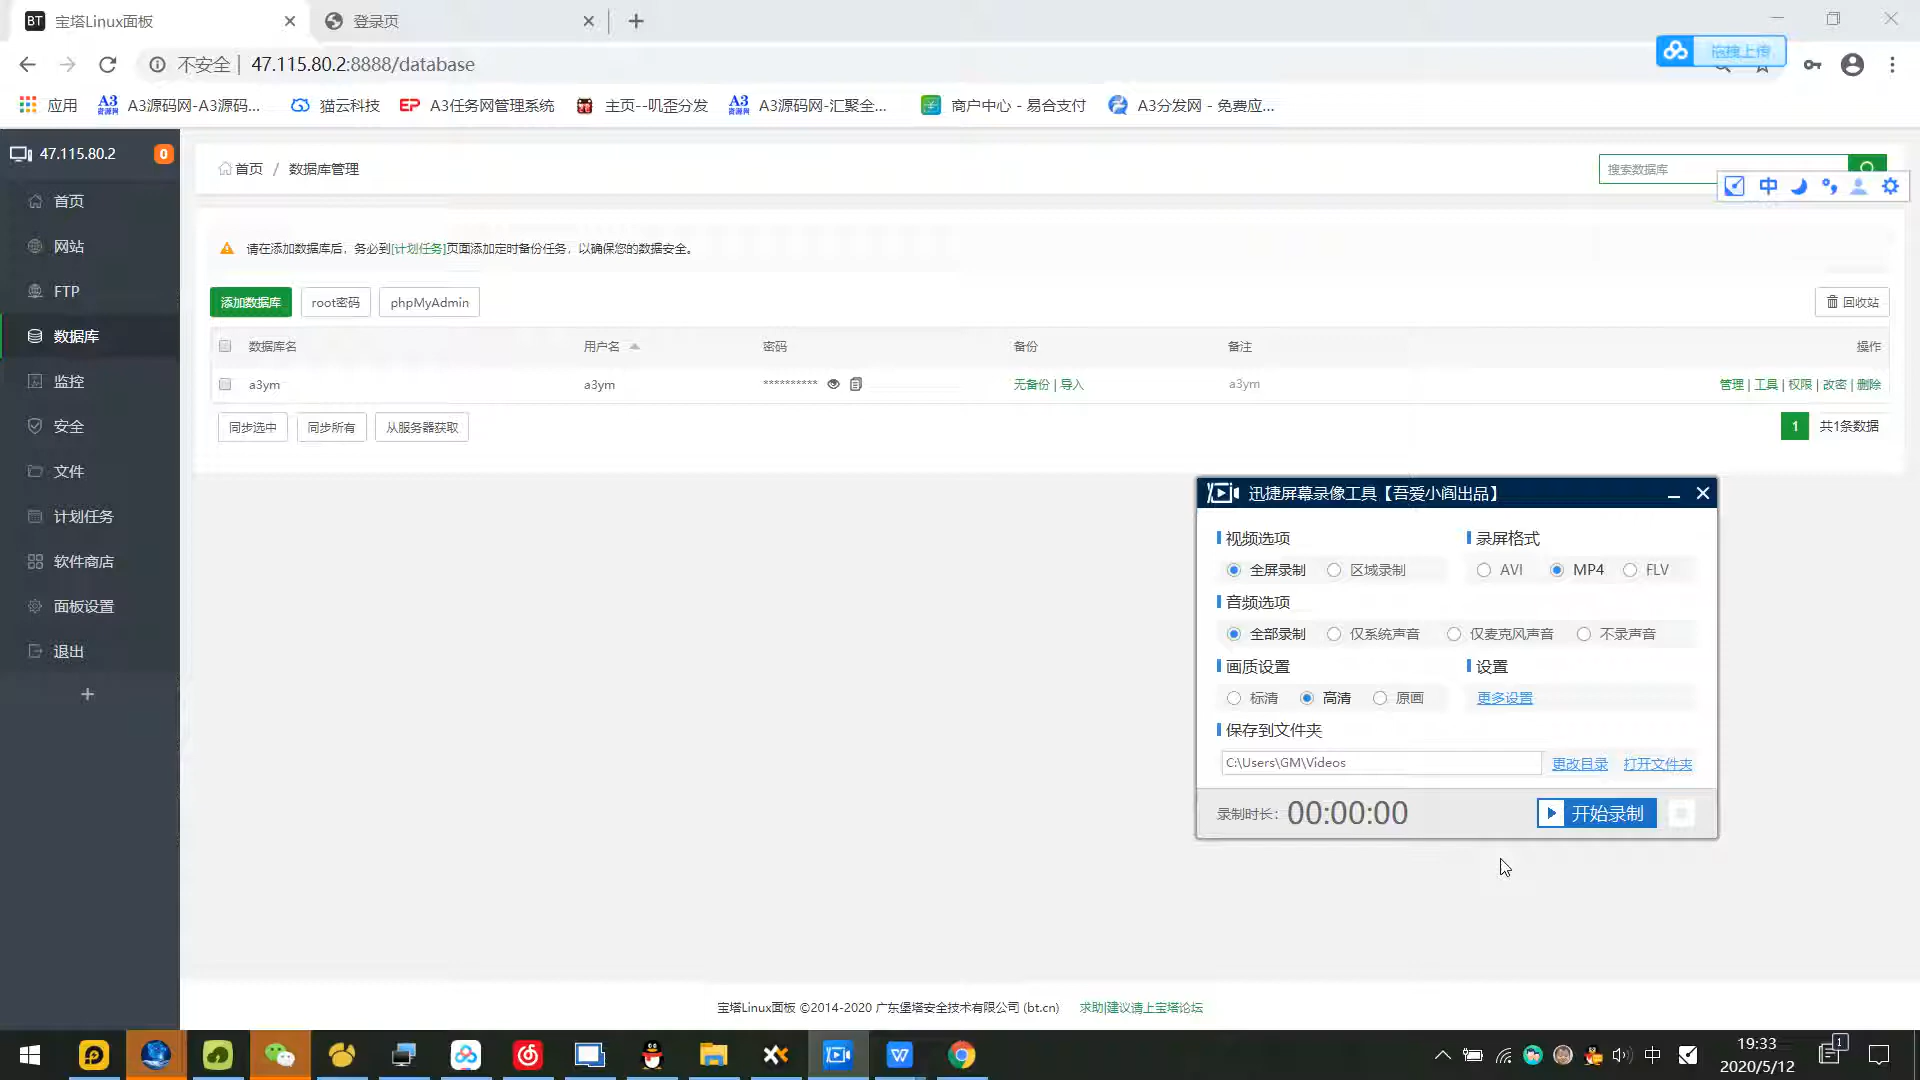 BT 宝塔Linux面板
登录页
不安全 | 47.115.80.2:8888/database
拖拽上传
应用
A3源码网-A3源码...
猫云科技
EP A3任务网管理系统
主页--叽歪分发
A3源码网-汇聚全...
商户中心 - 易合支付
A3分发网 - 免费应...
47.115.80.2
0
首页
网站
FTP
数据库
监控
安全
文件
计划任务
软件商店
面板设置
退出
首页 / 数据库管理
搜索数据库
中
请在添加数据库后，务必到[计划任务]页面添加定时备份任务，以确保您的数据安全。
添加数据库
root密码
phpMyAdmin
回收站
数据库名 用户名 密码 备份 备注 操作
a3ym a3ym ********** 无备份 | 导入 a3ym 管理 | 工具 | 权限 | 改密 | 删除
同步选中
同步所有
从服务器获取
1 共1条数据
迅捷屏幕录像工具【吾爱小阎出品】
视频选项
录屏格式
全屏录制 区域录制
AVI MP4 FLV
音频选项
全部录制 仅系统声音 仅麦克风声音 不录声音
画质设置
设置
标清 高清 原画
更多设置
保存到文件夹
C:\Users\GM\Videos
更改目录
打开文件夹
录制时长: 00:00:00
开始录制
宝塔Linux面板 ©2014-2020 广东堡塔安全技术有限公司 (bt.cn)
求助|建议请上宝塔论坛
中
19:33
2020/5/12
1